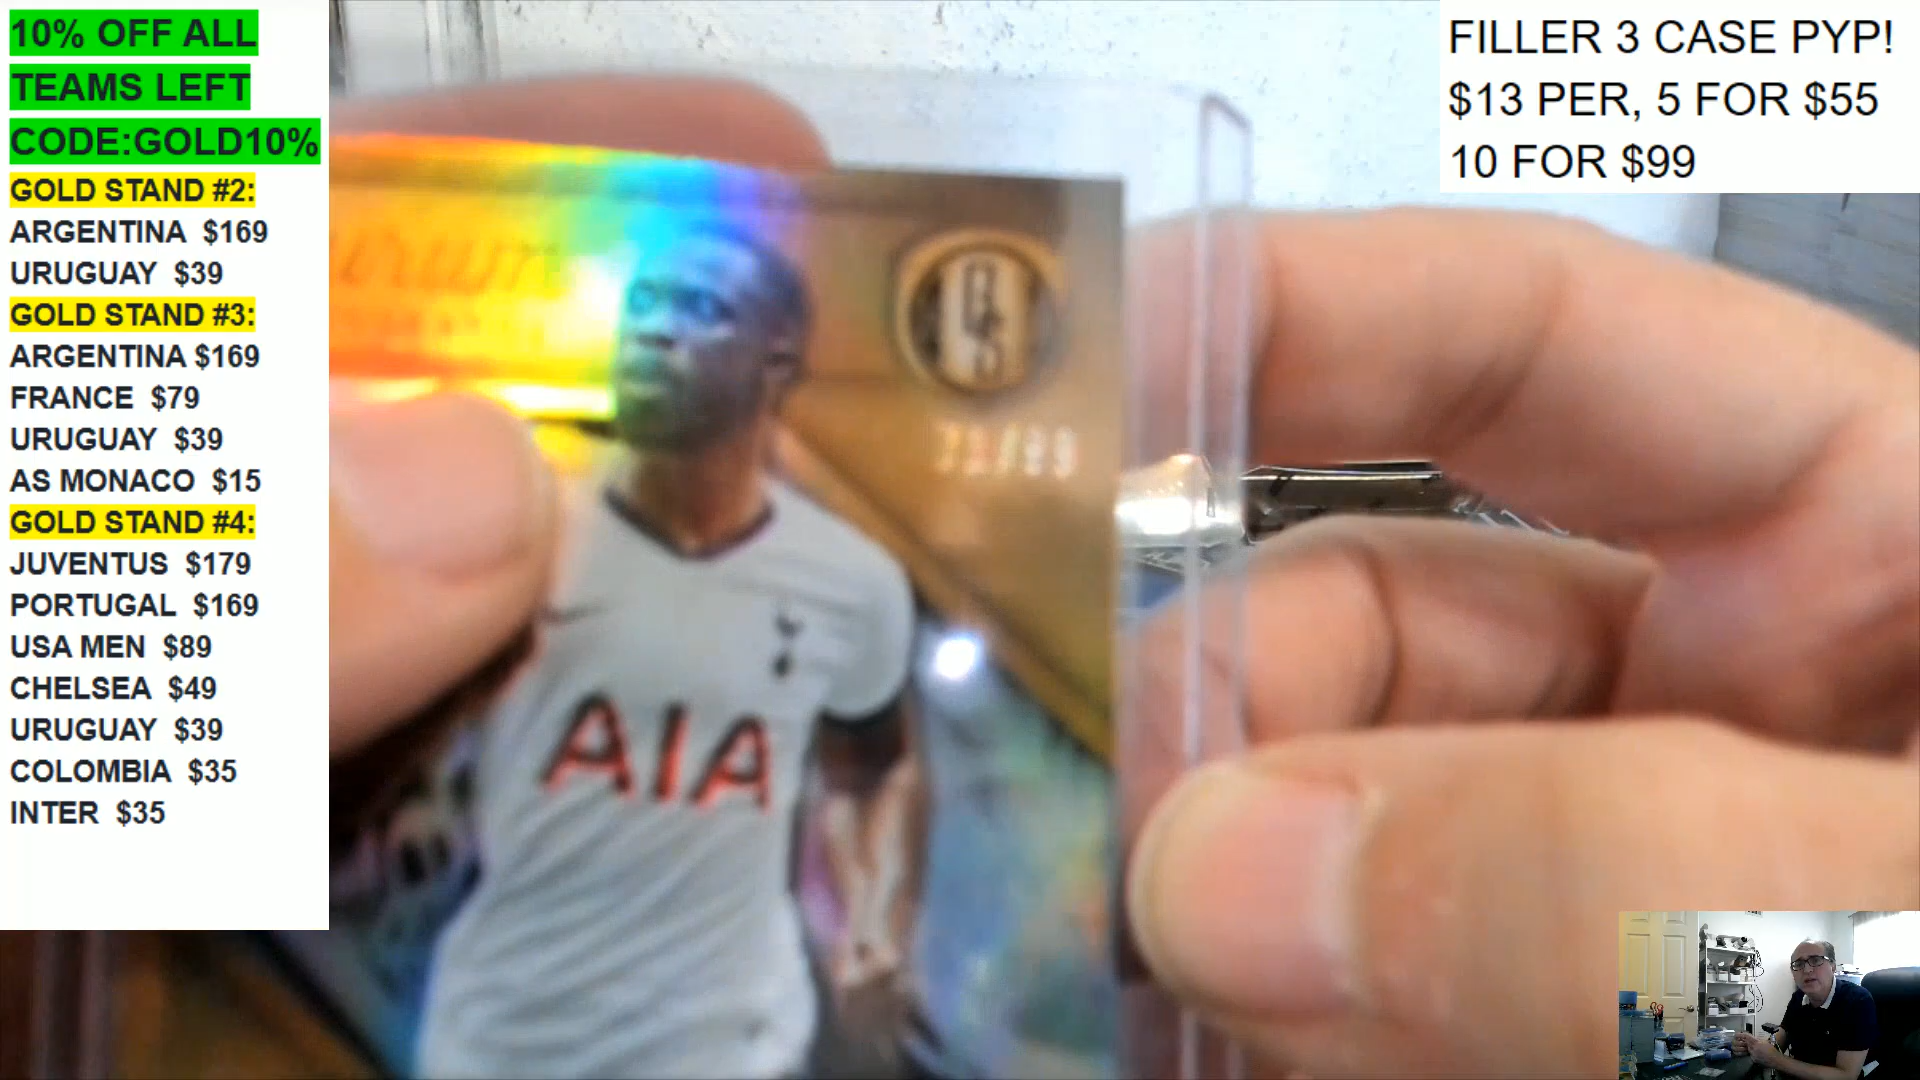 10% OFF ALL
TEAMS LEFT
CODE:GOLD10%
GOLD STAND #2:
ARGENTINA $169
URUGUAY $39
GOLD STAND #3:
ARGENTINA $169
FRANCE $79
URUGUAY $39
AS MONACO $15
GOLD STAND #4:
JUVENTUS $179
PORTUGAL $169
USA MEN $89
CHELSEA $49
URUGUAY $39
COLOMBIA $35
INTER $35
FILLER 3 CASE PYP!
$13 PER, 5 FOR $55
10 FOR $99
AIA